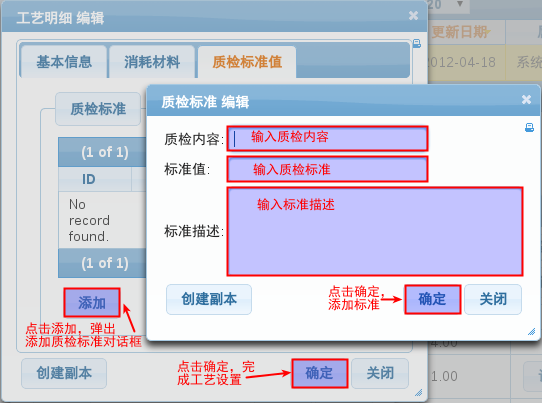 工艺明细 编辑
20
基本信息
消耗材料
质检标准值
更新日期
2012-04-18
系统
质检标准
(1 of 1)
ID
No
record
found.
(1 of 1)
添加
点击添加，弹出
添加质检标准对话框
创建副本
点击确定，完
成工艺设置
确定
关闭
1.00
质检标准 编辑
质检内容:
输入质检内容
标准值:
输入质检标准
标准描述:
输入标准描述
创建副本
点击确定，
添加标准
确定
关闭